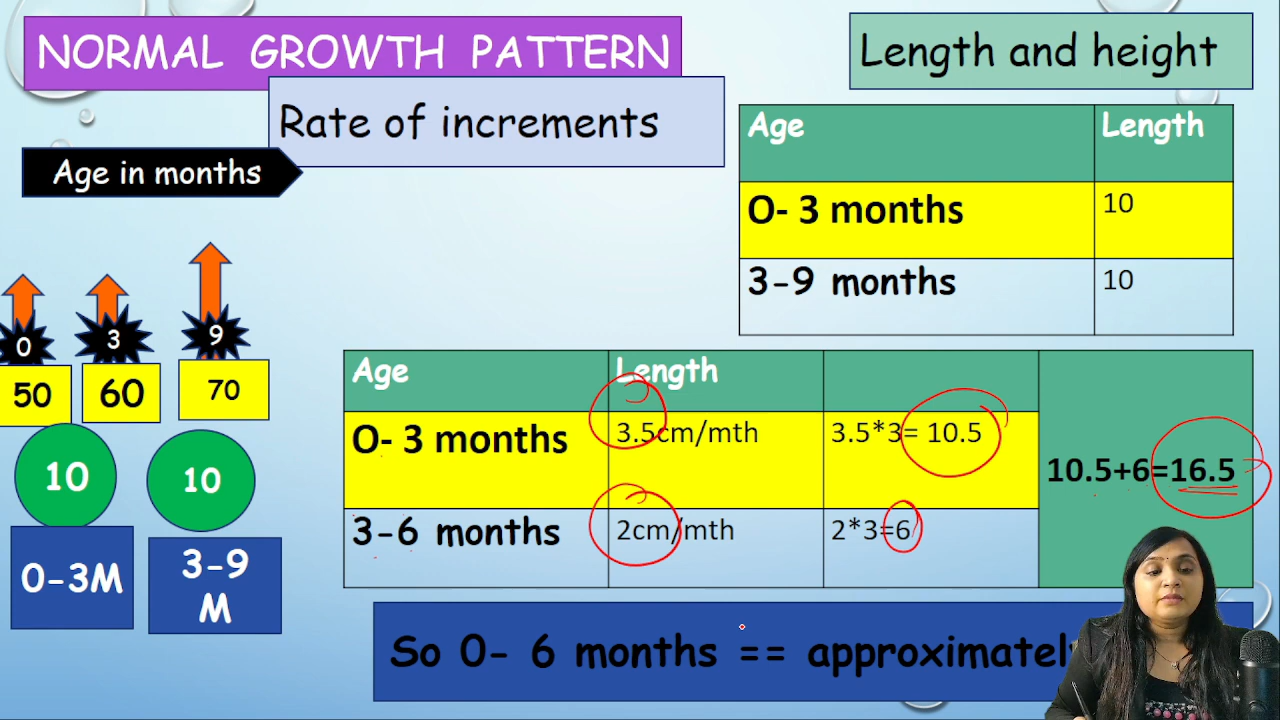 NORMAL GROWTH PATTERN
Length and height
Rate of increments
Age in months
Age Length
O- 3 months 10
3-9 months 10
0 3 9
50 60 70
10 10
0-3M 3-9
M
Age Length
O- 3 months 3.5cm/mth 3.5*3= 10.5
3-6 months 2cm/mth 2*3=6
10.5+6=16.5
So 0- 6 months == approximately